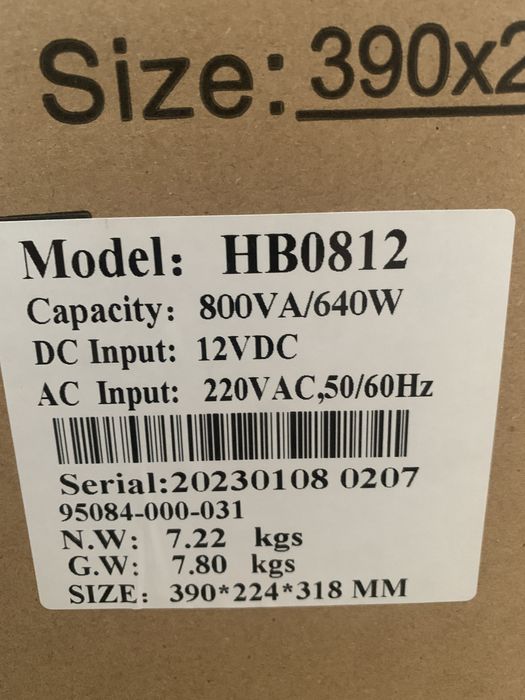 Size: 390x2
Model: HB0812
Capacity: 800VA/640W
DC Input: 12VDC
AC Input: 220VAC,50/60Hz
Serial:20230108 0207
95084-000-031
N.W: 7.22 kgs
G.W: 7.80 kgs
SIZE: 390*224*318 MM